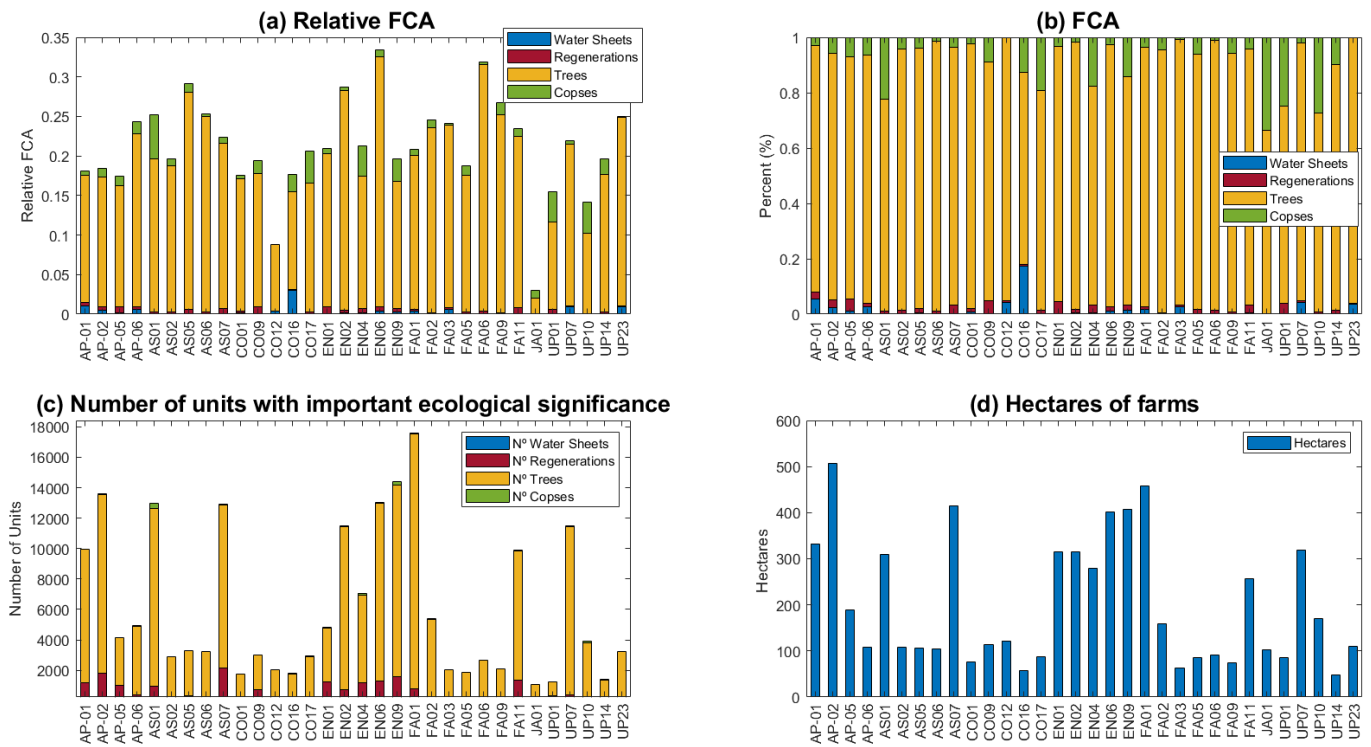 (a) Relative FCA
0.35
0.3
0.25
0.2
0.15
0.1
0.05
0
Relative FCA
Water Sheets
Regenerations
Trees
Copses
AP-01 AP-02 AP-05 AP-06 AS01 AS02 AS05 AS06 AS07 CO01 CO09 CO12 CO16 CO17 EN01 EN02 EN04 EN06 EN09 FA01 FA02 FA03 FA05 FA06 FA09 FA11 JA01 UP01 UP07 UP10 UP14 UP23
(b) FCA
1
0.8
0.6
0.4
0.2
0
Percent (%)
Water Sheets
Regenerations
Trees
Copses
AP-01 AP-02 AP-05 AP-06 AS01 AS02 AS05 AS06 AS07 CO01 CO09 CO12 CO16 CO17 EN01 EN02 EN04 EN06 EN09 FA01 FA02 FA03 FA05 FA06 FA09 FA11 JA01 UP01 UP07 UP10 UP14 UP23
(c) Number of units with important ecological significance
18000
16000
14000
12000
10000
8000
6000
4000
2000
Number of Units
Nº Water Sheets
Nº Regenerations
Nº Trees
Nº Copses
AP-01 AP-02 AP-05 AP-06 AS01 AS02 AS05 AS06 AS07 CO01 CO09 CO12 CO16 CO17 EN01 EN02 EN04 EN06 EN09 FA01 FA02 FA03 FA05 FA06 FA09 FA11 JA01 UP01 UP07 UP10 UP14 UP23
(d) Hectares of farms
600
500
400
300
200
100
0
Hectares
Hectares
AP-01 AP-02 AP-05 AP-06 AS01 AS02 AS05 AS06 AS07 CO01 CO09 CO12 CO16 CO17 EN01 EN02 EN04 EN06 EN09 FA01 FA02 FA03 FA05 FA06 FA09 FA11 JA01 UP01 UP07 UP10 UP14 UP23